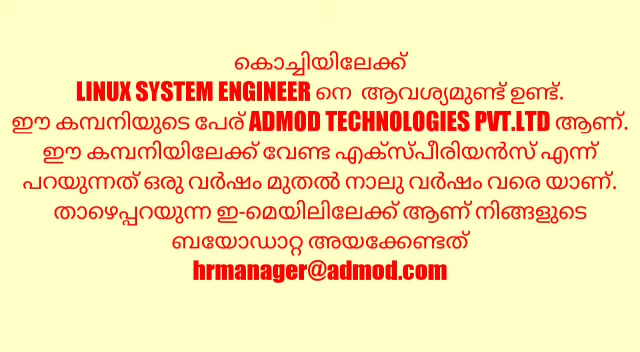 കൊച്ചിയിലേക്ക്
LINUX SYSTEM ENGINEER നെ ആവശ്യമുണ്ട് ഉണ്ട്.
ഈ കമ്പനിയുടെ പേര് ADMOD TECHNOLOGIES PVT.LTD ആണ്.
ഈ കമ്പനിയിലേക്ക് വേണ്ട എക്സ്പീരിയൻസ് എന്ന്
പറയുന്നത് ഒരു വർഷം മുതൽ നാലു വർഷം വരെ യാണ്.
താഴെപ്പറയുന്ന ഇ-മെയിലിലേക്ക് ആണ് നിങ്ങളുടെ
ബയോഡാറ്റ അയക്കേണ്ടത്
hrmanager@admod.com